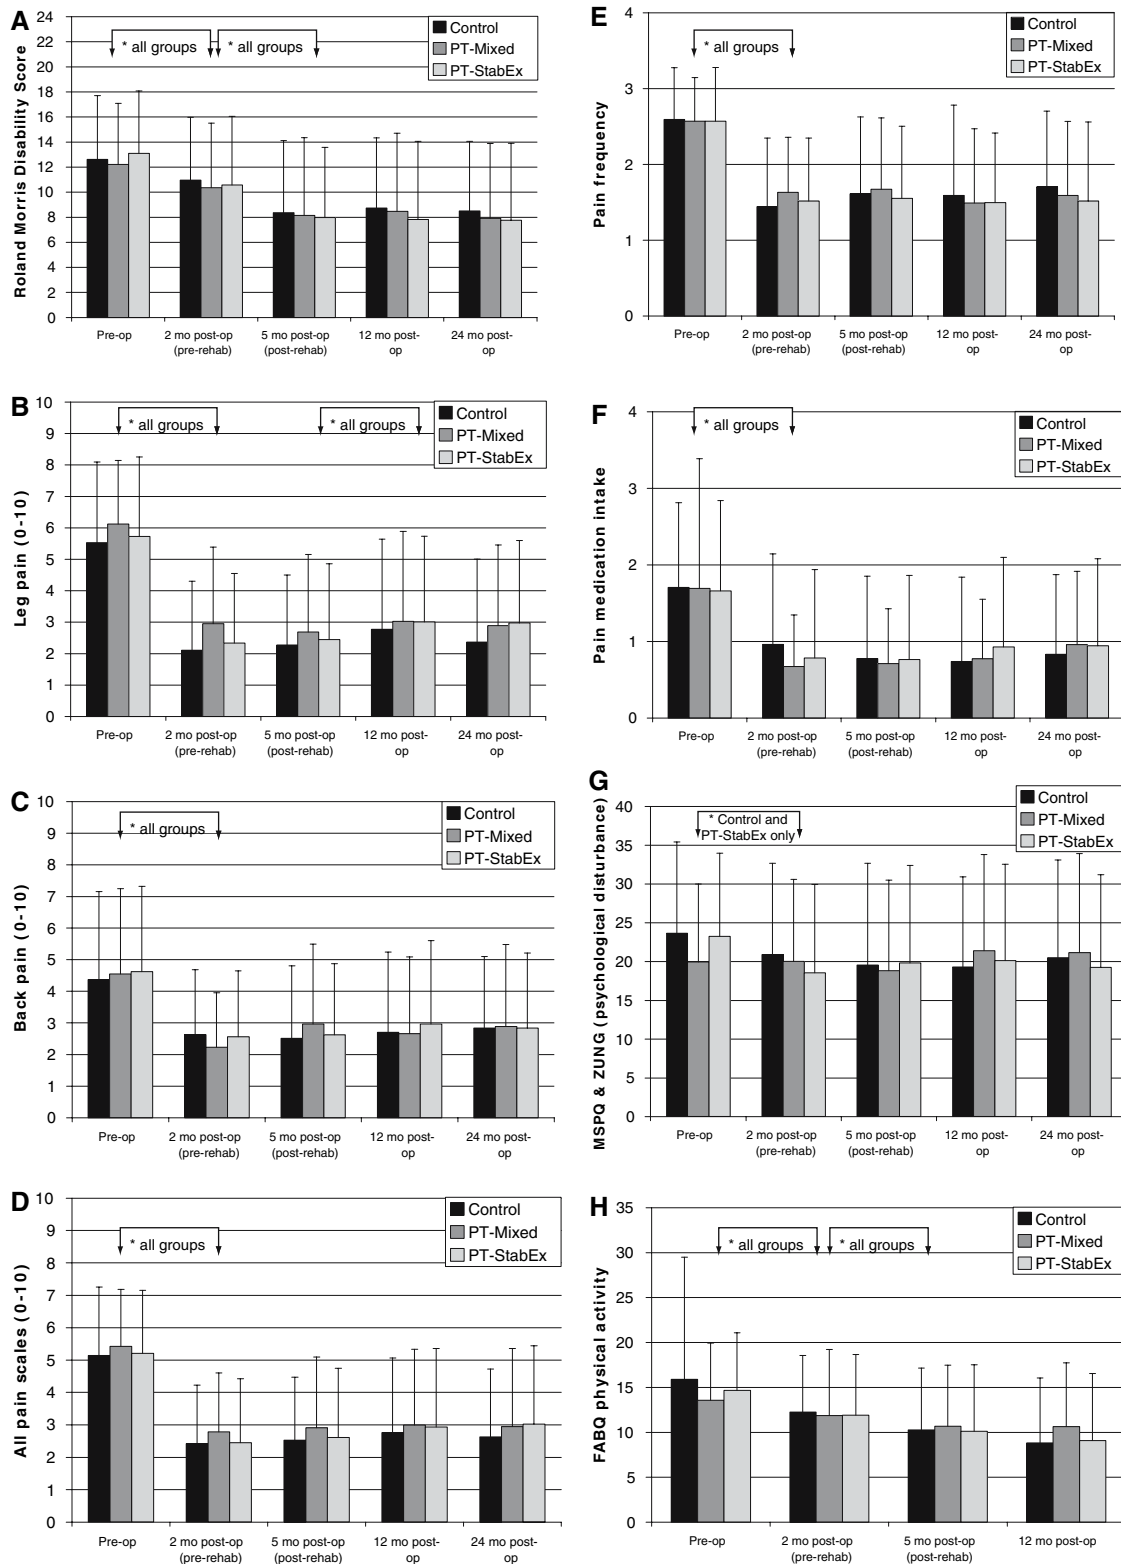 A
Roland Morris Disability Score
24
22
20
18
16
14
12
10
8
6
4
2
0
* all groups
* all groups
Control
PT-Mixed
PT-StabEx
Pre-op
2 mo post-op
(pre-rehab)
5 mo post-op
(post-rehab)
12 mo post-
op
24 mo post-
op
B
Leg pain (0-10)
10
9
8
7
6
5
4
3
2
1
0
* all groups
* all groups
Control
PT-Mixed
PT-StabEx
Pre-op
2 mo post-op
(pre-rehab)
5 mo post-op
(post-rehab)
12 mo post-
op
24 mo post-
op
C
Back pain (0-10)
10
9
8
7
6
5
4
3
2
1
0
* all groups
Control
PT-Mixed
PT-StabEx
Pre-op
2 mo post-op
(pre-rehab)
5 mo post-op
(post-rehab)
12 mo post-
op
24 mo post-
op
D
All pain scales (0-10)
10
9
8
7
6
5
4
3
2
1
0
* all groups
Control
PT-Mixed
PT-StabEx
Pre-op
2 mo post-op
(pre-rehab)
5 mo post-op
(post-rehab)
12 mo post-
op
24 mo post-
op
E
Pain frequency
4
3
2
1
0
* all groups
Control
PT-Mixed
PT-StabEx
Pre-op
2 mo post-op
(pre-rehab)
5 mo post-op
(post-rehab)
12 mo post-
op
24 mo post-
op
F
Pain medication intake
4
3
2
1
0
* all groups
Control
PT-Mixed
PT-StabEx
Pre-op
2 mo post-op
(pre-rehab)
5 mo post-op
(post-rehab)
12 mo post-
op
24 mo post-
op
G
MSPQ & ZUNG (psychological disturbance)
40
35
30
25
20
15
10
5
0
* Control and
PT-StabEx only
Control
PT-Mixed
PT-StabEx
Pre-op
2 mo post-op
(pre-rehab)
5 mo post-op
(post-rehab)
12 mo post-
op
24 mo post-
op
H
FABQ physical activity
35
30
25
20
15
10
5
0
* all groups
* all groups
Control
PT-Mixed
PT-StabEx
Pre-op
2 mo post-op
(pre-rehab)
5 mo post-op
(post-rehab)
12 mo post-op